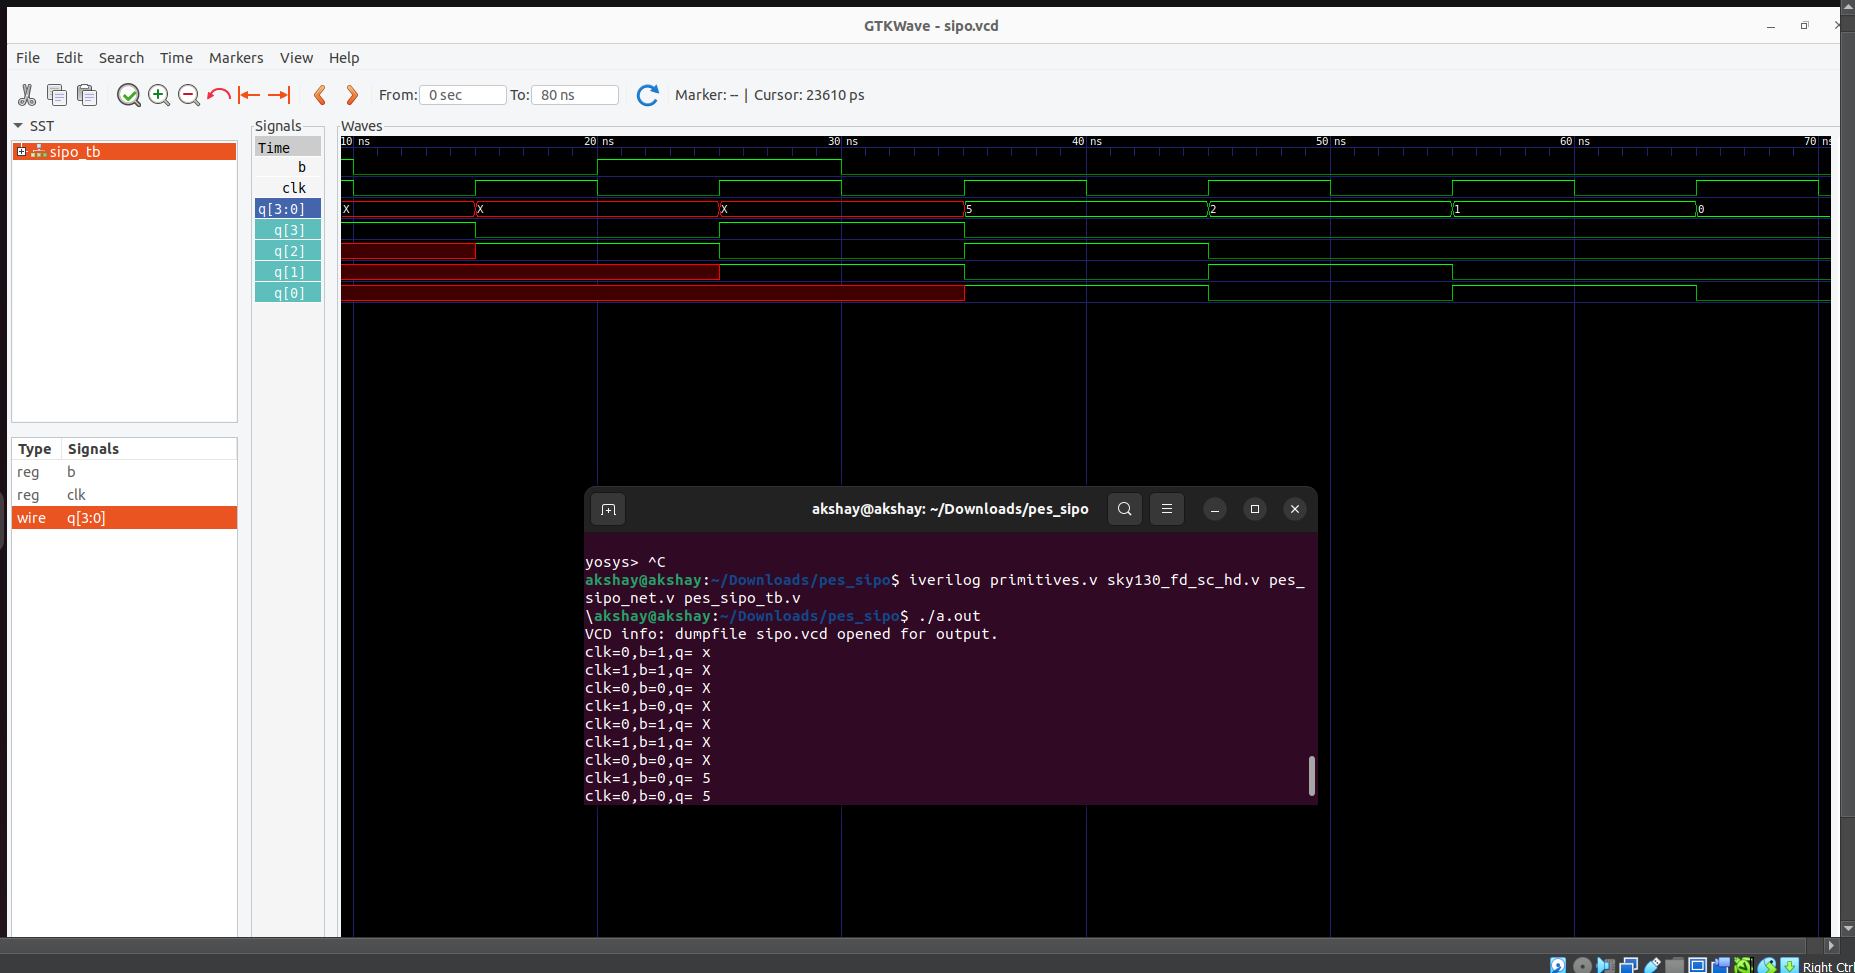 GTKWave - sipo.vcd
File Edit Search Time Markers View Help
From: 0 sec To: 80 ns Marker: -- | Cursor: 23610 ps
SST
sipo_tb
Type Signals
reg b
reg clk
wire q[3:0]
Signals
Time
b
clk
q[3:0]
q[3]
q[2]
q[1]
q[0]
Waves
10 ns 20 ns 30 ns 40 ns 50 ns 60 ns 70 ns
X X X 5 2 1 0
akshay@akshay: ~/Downloads/pes_sipo
yosys> ^C
akshay@akshay:~/Downloads/pes_sipo$ iverilog primitives.v sky130_fd_sc_hd.v pes_
sipo_net.v pes_sipo_tb.v
\akshay@akshay:~/Downloads/pes_sipo$ ./a.out
VCD info: dumpfile sipo.vcd opened for output.
clk=0,b=1,q= x
clk=1,b=1,q= X
clk=0,b=0,q= X
clk=1,b=0,q= X
clk=0,b=1,q= X
clk=1,b=1,q= X
clk=0,b=0,q= X
clk=1,b=0,q= 5
clk=0,b=0,q= 5
Right Ctrl